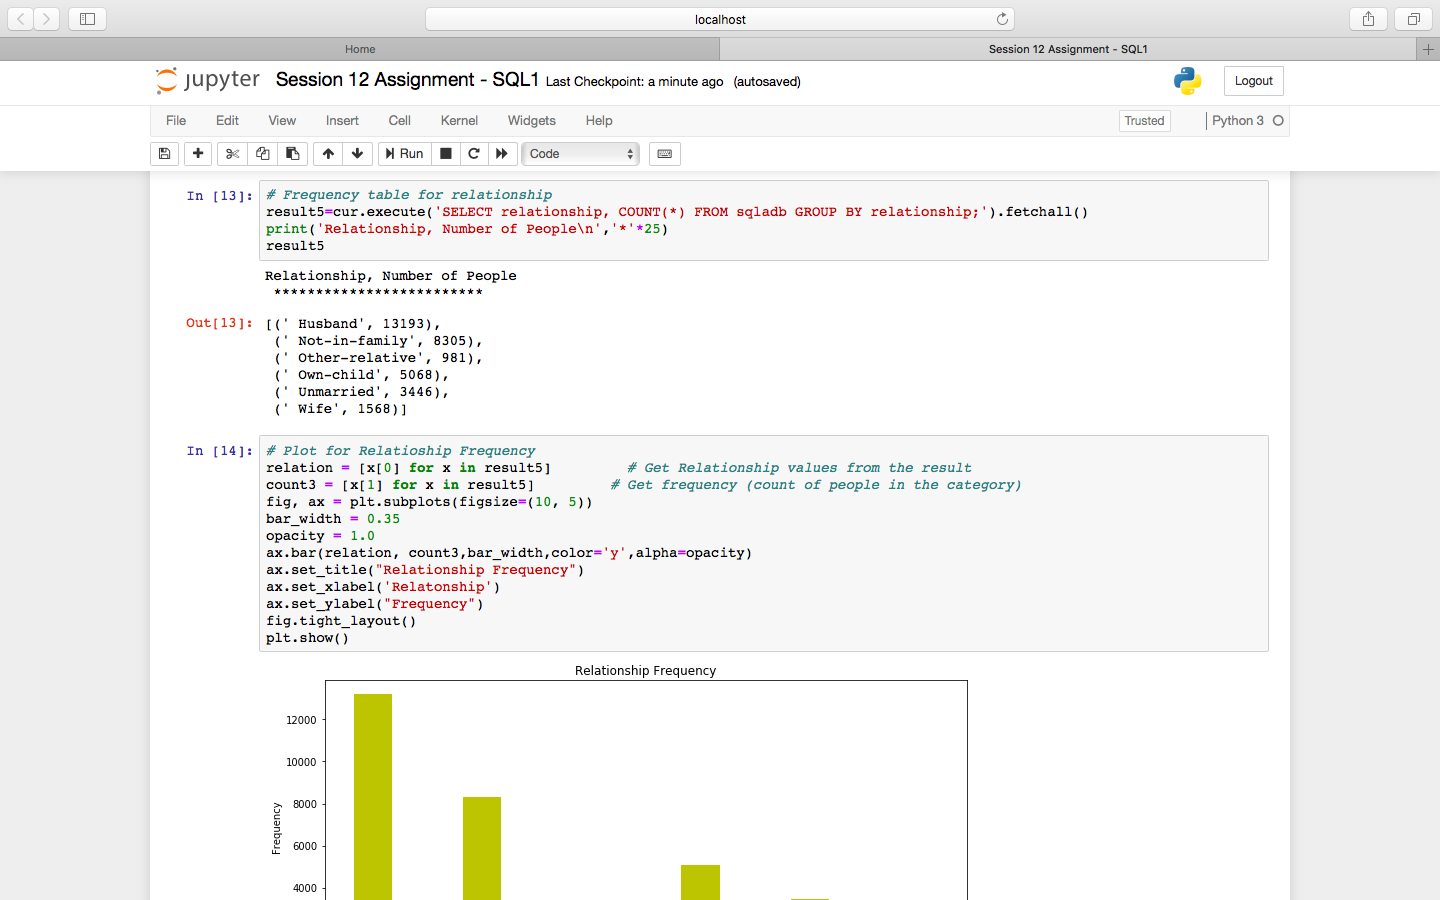 localhost
Home
Session 12 Assignment - SQL1
jupyter Session 12 Assignment - SQL1 Last Checkpoint: a minute ago (autosaved)
Logout
File Edit View Insert Cell Kernel Widgets Help
Trusted
Python 3
Run
Code
In [13]:
# Frequency table for relationship
result5=cur.execute('SELECT relationship, COUNT(*) FROM sqladb GROUP BY relationship;').fetchall()
print('Relationship, Number of People\n','*'*25)
result5
Relationship, Number of People
*************************
Out[13]:
[(' Husband', 13193),
(' Not-in-family', 8305),
(' Other-relative', 981),
(' Own-child', 5068),
(' Unmarried', 3446),
(' Wife', 1568)]
In [14]:
# Plot for Relatioship Frequency
relation = [x[0] for x in result5] # Get Relationship values from the result
count3 = [x[1] for x in result5] # Get frequency (count of people in the category)
fig, ax = plt.subplots(figsize=(10, 5))
bar_width = 0.35
opacity = 1.0
ax.bar(relation, count3,bar_width,color='y',alpha=opacity)
ax.set_title("Relationship Frequency")
ax.set_xlabel('Relatonship')
ax.set_ylabel("Frequency")
fig.tight_layout()
plt.show()
Relationship Frequency
12000
10000
8000
6000
4000
Frequency